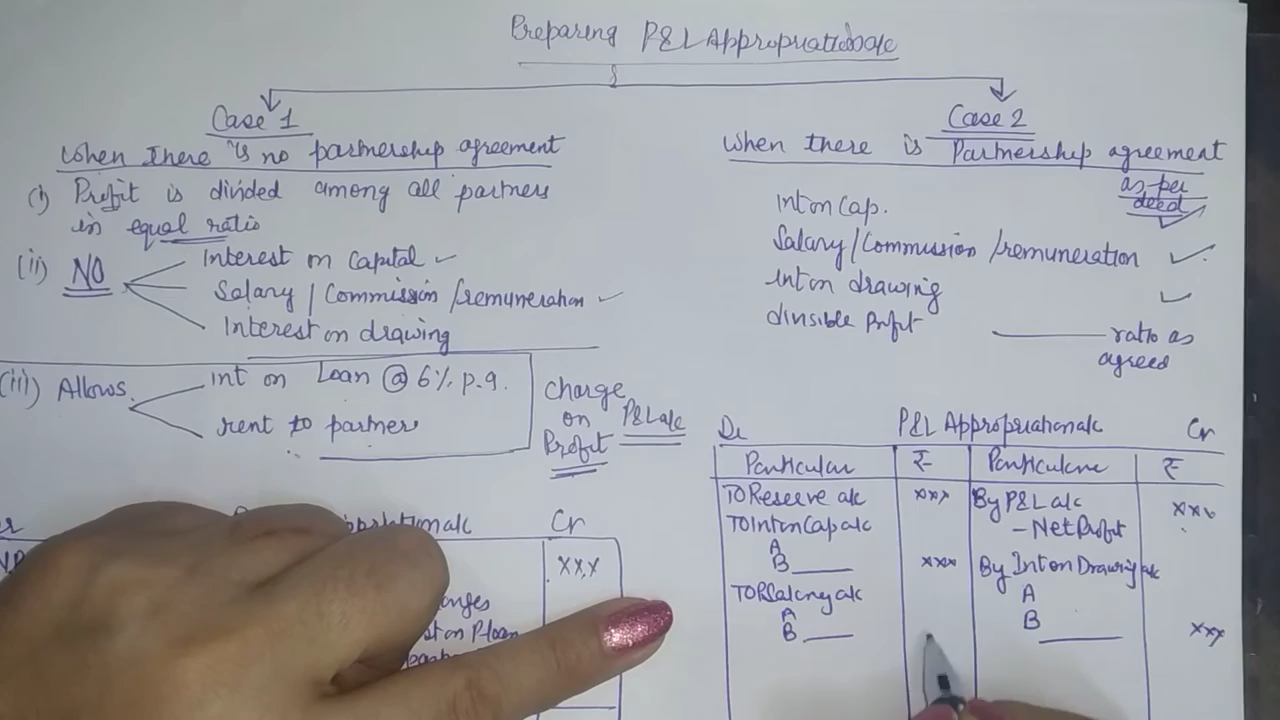 Preparing P&L Appropriation a/c
Case 1
When there is no partnership agreement
(i) Profit is divided among all partners
in equal ratio
(ii) NO
Interest on Capital ✓
Salary / Commission / remuneration ✓
Interest on drawing
(iii) Allows
int on Loan @ 6% p.a.
rent to partner
Charge
on
Profit
P&L a/c
Cr
xxx
Case 2
When there is Partnership agreement
as per
deed
Int on Cap.
Salary / Commission / remuneration ✓
Int on drawing ✓
divisible Profit ratio as
agreed
Dr P&L Appropriation a/c Cr
Particular ₹ Particular ₹
To Reserve a/c xxx By P&L a/c xxx
To Int on Cap a/c - Net Profit
A
B xxx By Int on Drawing a/c
To Salary a/c A
A B
B xxx